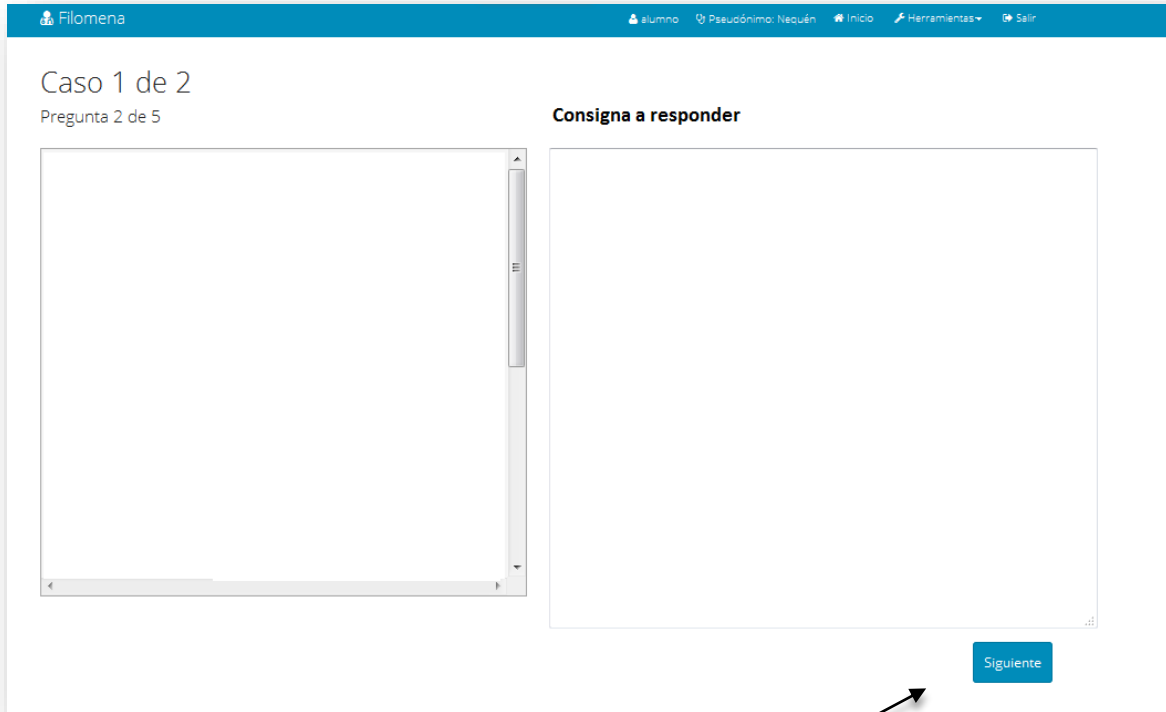 Filomena alumno Pseudónimo: Nequén Inicio Herramientas Salir
Caso 1 de 2
Pregunta 2 de 5
Consigna a responder
Siguiente